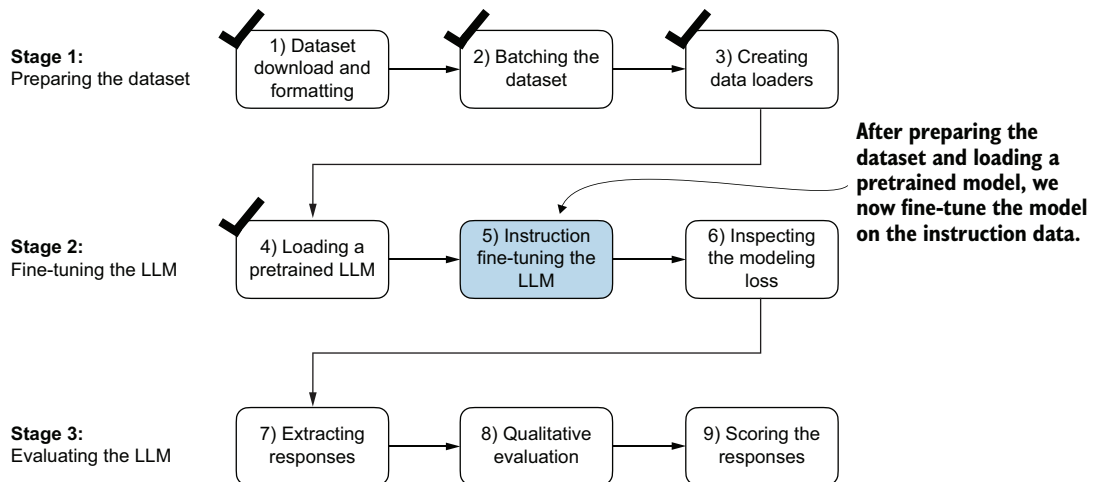 Stage 1:
Preparing the dataset
1) Dataset
download and
formatting
2) Batching the
dataset
3) Creating
data loaders
After preparing the
dataset and loading a
pretrained model, we
now fine-tune the model
on the instruction data.
Stage 2:
Fine-tuning the LLM
4) Loading a
pretrained LLM
5) Instruction
fine-tuning the
LLM
6) Inspecting
the modeling
loss
Stage 3:
Evaluating the LLM
7) Extracting
responses
8) Qualitative
evaluation
9) Scoring the
responses